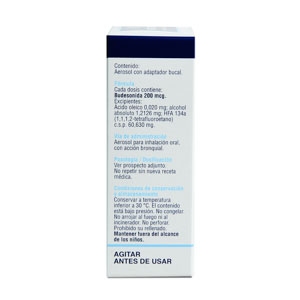 Contenido:
Aerosol con adaptador bucal.
Fórmula:
Cada dosis contiene:
Budesonida 200 mcg.
Excipientes:
Ácido oleico 0,020 mg; alcohol
absoluto 1,2126 mg; HFA 134a
(1,1,1,2-tetrafluoroetano)
c.s.p. 60,630 mg.
Vía de administración
Aerosol para inhalación oral,
con acción bronquial.
Posología / Dosificación
Ver prospecto adjunto.
No repetir sin nueva receta
médica.
Condiciones de conservación
y almacenamiento
Conservar a temperatura
inferior a 30 °C. El contenido
está bajo presión. No congelar.
No arrojar al fuego ni al
incinerador. No perforar.
Prohibido su rellenado.
Mantener fuera del alcance
de los niños.
AGITAR
ANTES DE USAR